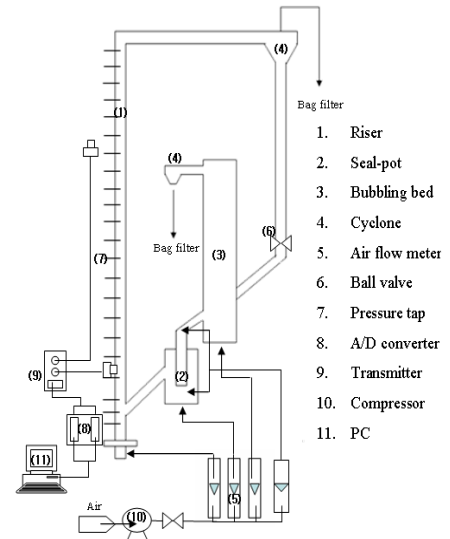 (4)
(1)
Bag filter
1. Riser
2. Seal-pot
3. Bubbling bed
4. Cyclone
5. Air flow meter
6. Ball valve
7. Pressure tap
8. A/D converter
9. Transmitter
10. Compressor
11. PC
(4)
Bag filter
(3)
(6)
(7)
(9)
(2)
(8)
(11)
(5)
Air
(10)